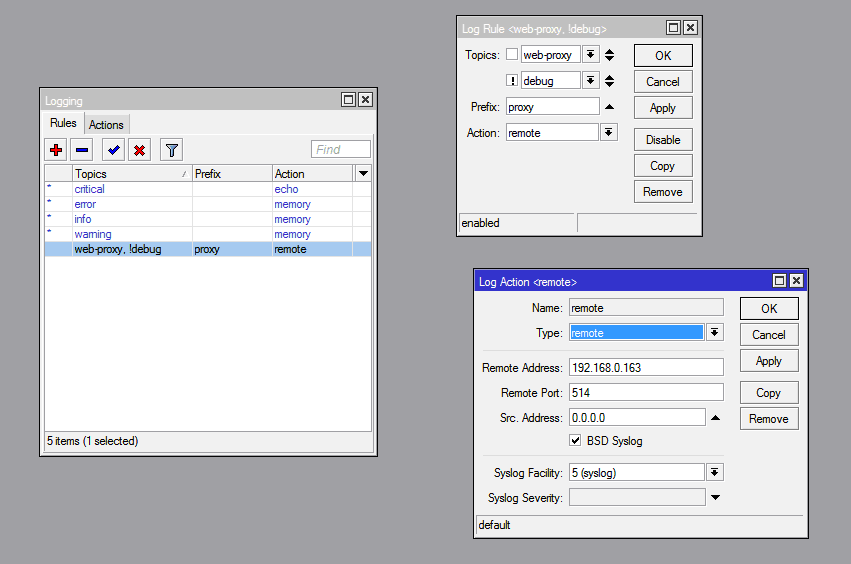 Logging
Rules Actions
Find
Topics / Prefix Action
* critical echo
* error memory
* info memory
* warning memory
web-proxy, !debug proxy remote
5 items (1 selected)
Log Rule <web-proxy, !debug>
Topics: web-proxy
! debug
Prefix: proxy
Action: remote
OK
Cancel
Apply
Disable
Copy
Remove
enabled
Log Action <remote>
Name: remote
Type: remote
Remote Address: 192.168.0.163
Remote Port: 514
Src. Address: 0.0.0.0
BSD Syslog
Syslog Facility: 5 (syslog)
Syslog Severity:
OK
Cancel
Apply
Copy
Remove
default